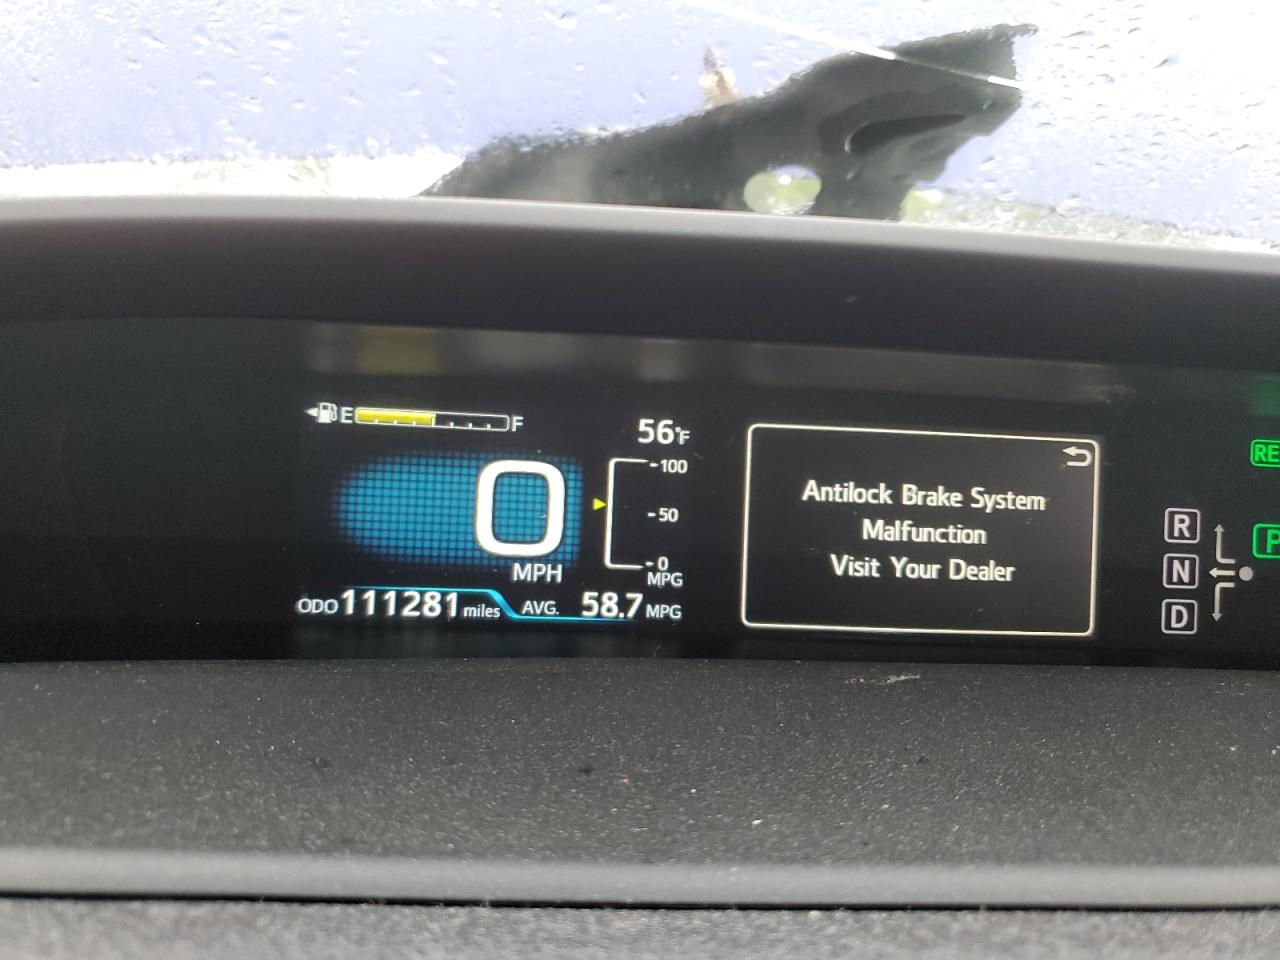 E F
56°F
100
50
0
MPG
0
MPH
ODO 111281 miles AVG. 58.7 MPG
Antilock Brake System
Malfunction
Visit Your Dealer
R
N
D
P